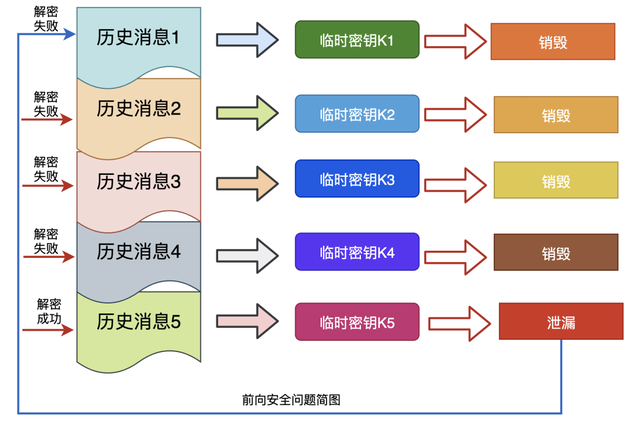 解密
失败
历史消息1
临时密钥K1
销毁
解密
失败
历史消息2
临时密钥K2
销毁
解密
失败
历史消息3
临时密钥K3
销毁
解密
失败
历史消息4
临时密钥K4
销毁
解密
成功
历史消息5
临时密钥K5
泄漏
前向安全问题简图